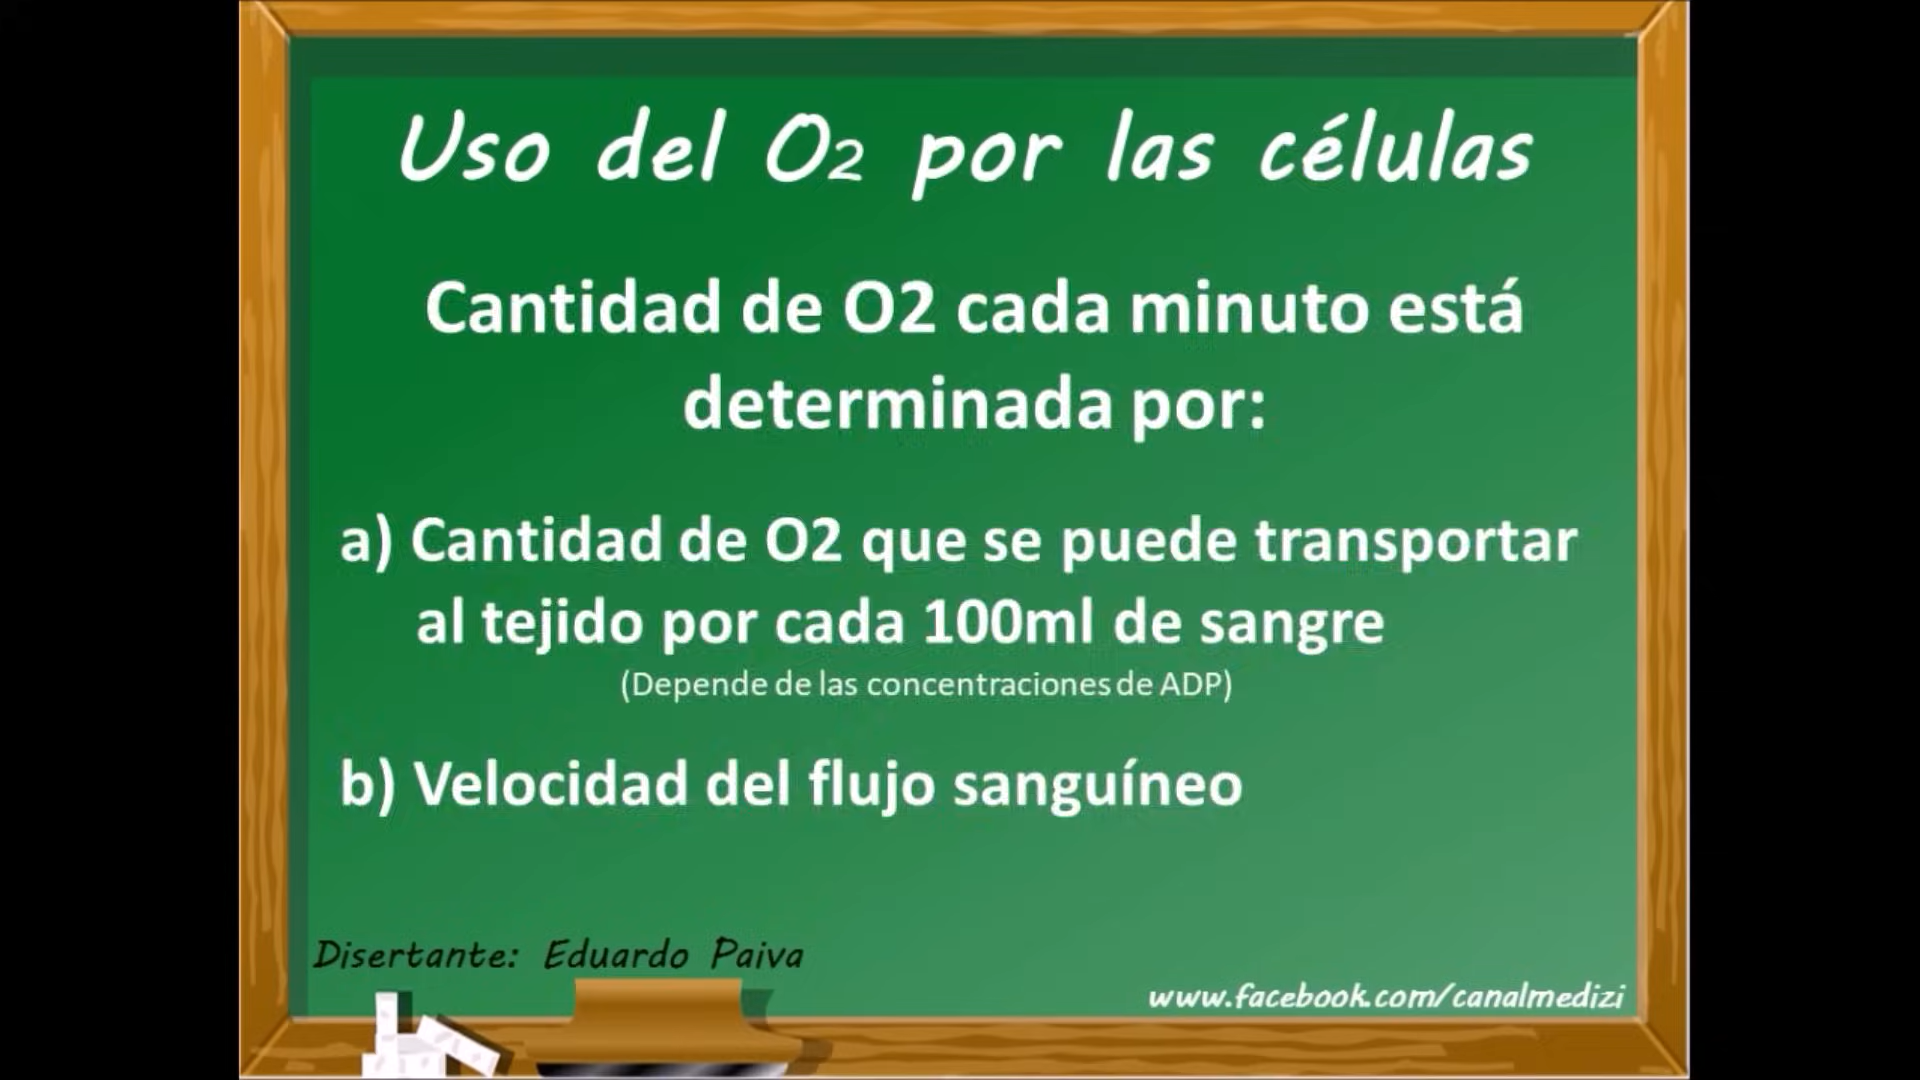 Uso del O2 por las células
Cantidad de O2 cada minuto está
determinada por:
a) Cantidad de O2 que se puede transportar
al tejido por cada 100ml de sangre
(Depende de las concentraciones de ADP)
b) Velocidad del flujo sanguíneo
Disertante: Eduardo Paiva
www.facebook.com/canalmedizi